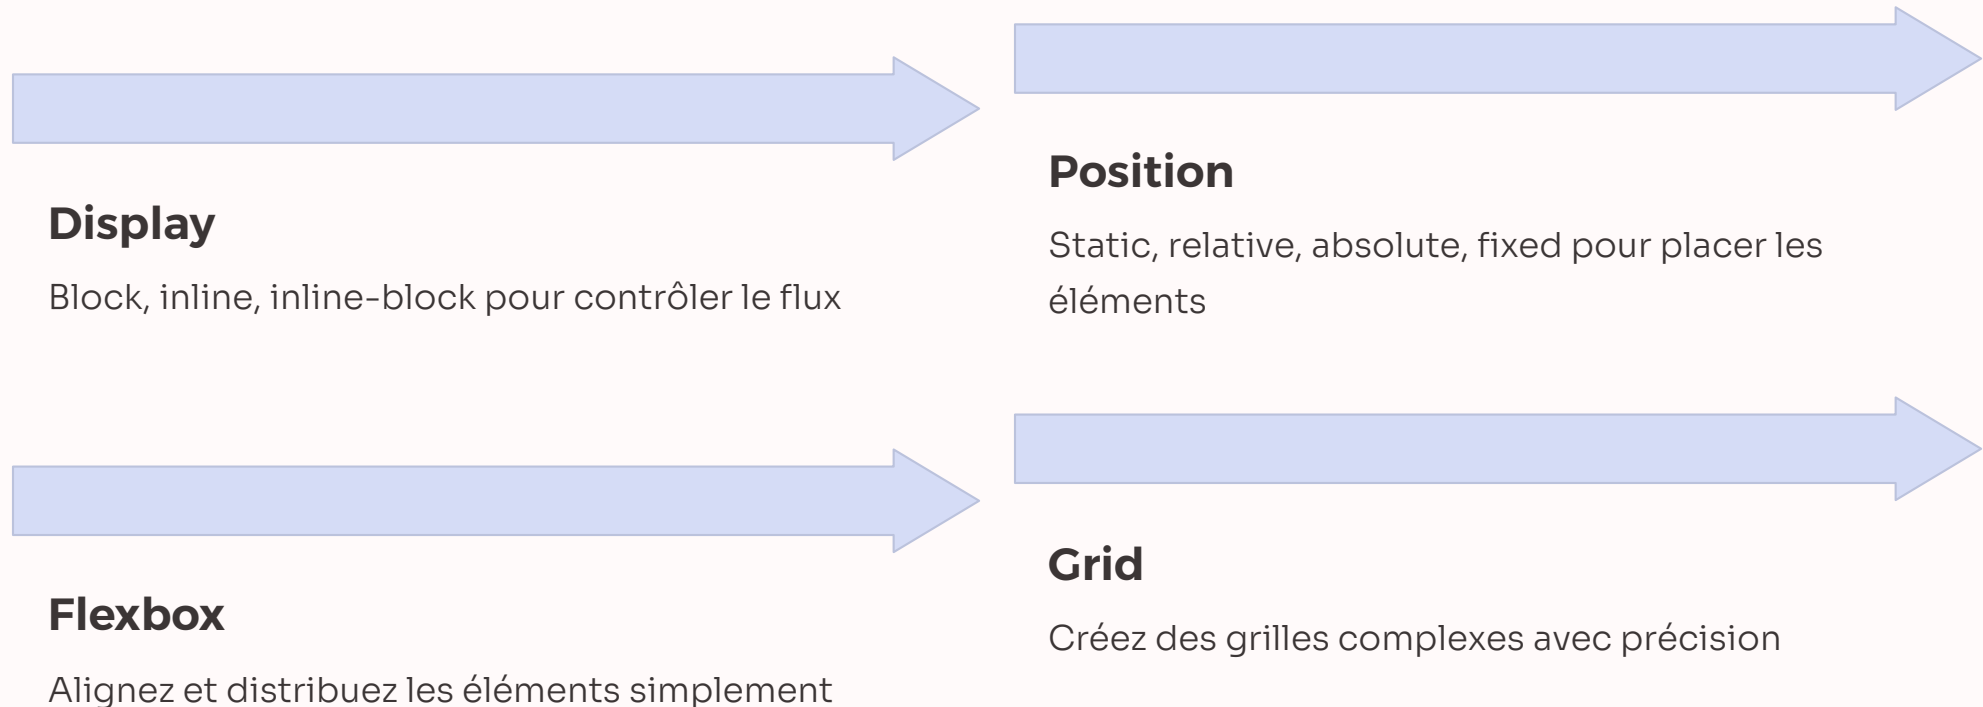 Display
Block, inline, inline-block pour contrôler le flux
Position
Static, relative, absolute, fixed pour placer les
éléments
Flexbox
Alignez et distribuez les éléments simplement
Grid
Créez des grilles complexes avec précision